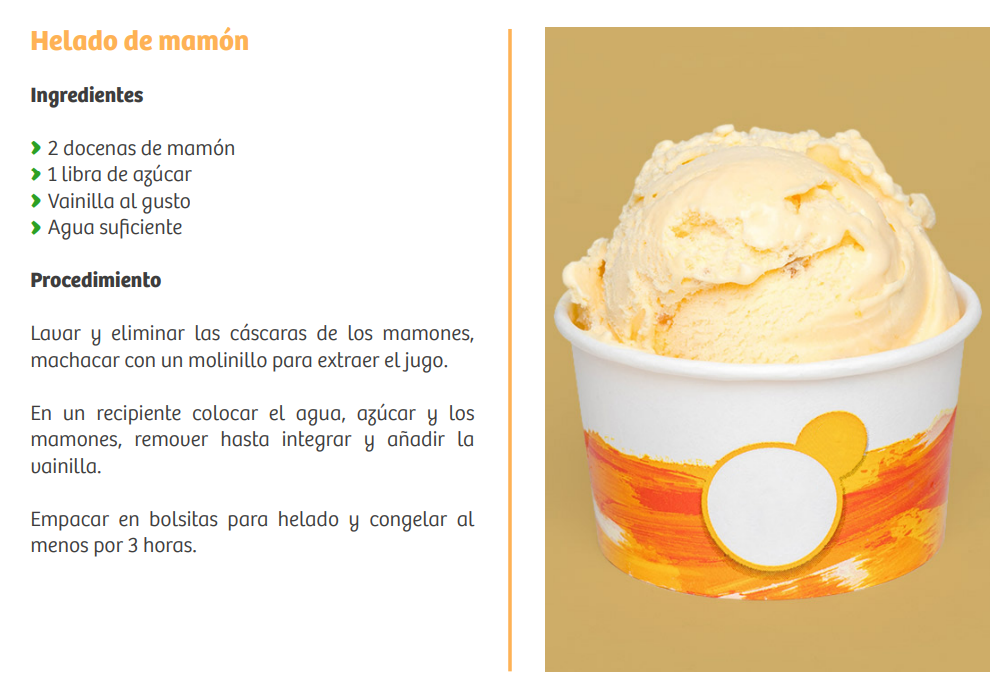 Helado de mamón
Ingredientes
2 docenas de mamón
1 libra de azúcar
Vainilla al gusto
Agua suficiente
Procedimiento
Lavar y eliminar las cáscaras de los mamones,
machacar con un molinillo para extraer el jugo.
En un recipiente colocar el agua, azúcar y los
mamones, remover hasta integrar y añadir la
vainilla.
Empacar en bolsitas para helado y congelar al
menos por 3 horas.